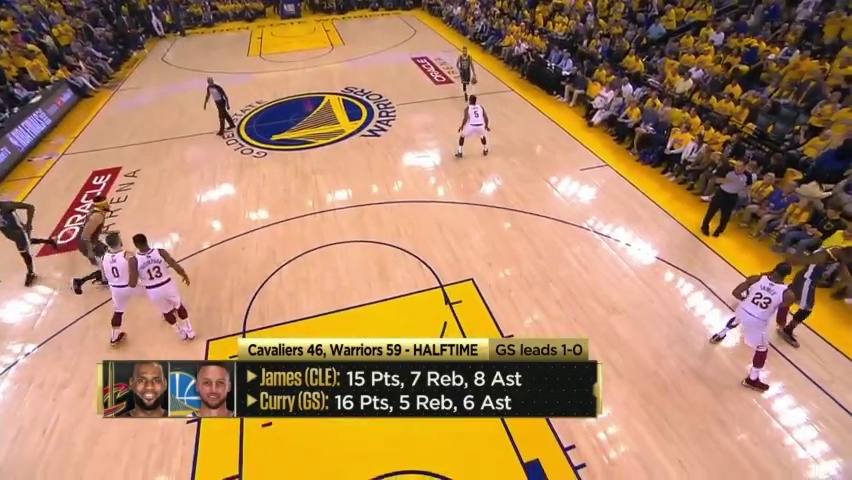 ORACLE
GOLDEN STATE
WARRIORS
5
ORACLE
ARENA
0
13
23
Cavaliers 46, Warriors 59 - HALFTIME GS leads 1-0
James (CLE): 15 Pts, 7 Reb, 8 Ast
Curry (GS): 16 Pts, 5 Reb, 6 Ast